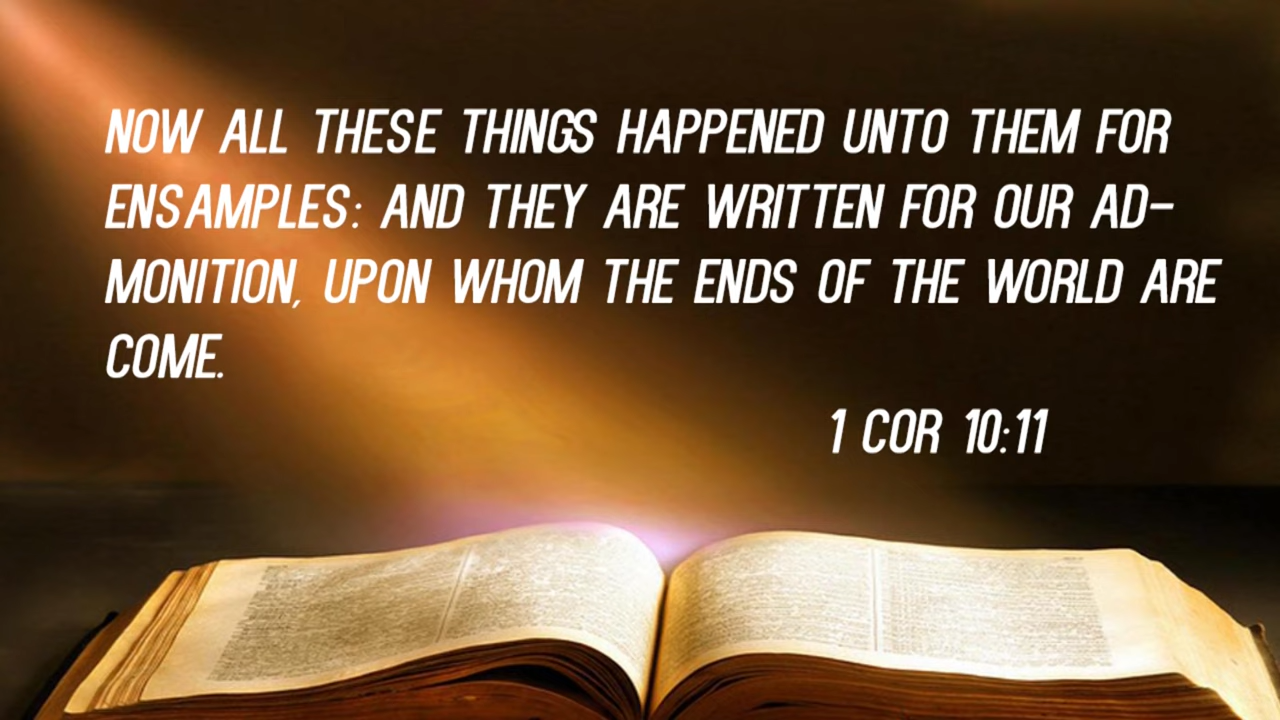 NOW ALL THESE THINGS HAPPENED UNTO THEM FOR
ENSAMPLES: AND THEY ARE WRITTEN FOR OUR AD-
MONITION, UPON WHOM THE ENDS OF THE WORLD ARE
COME.
1 COR 10:11